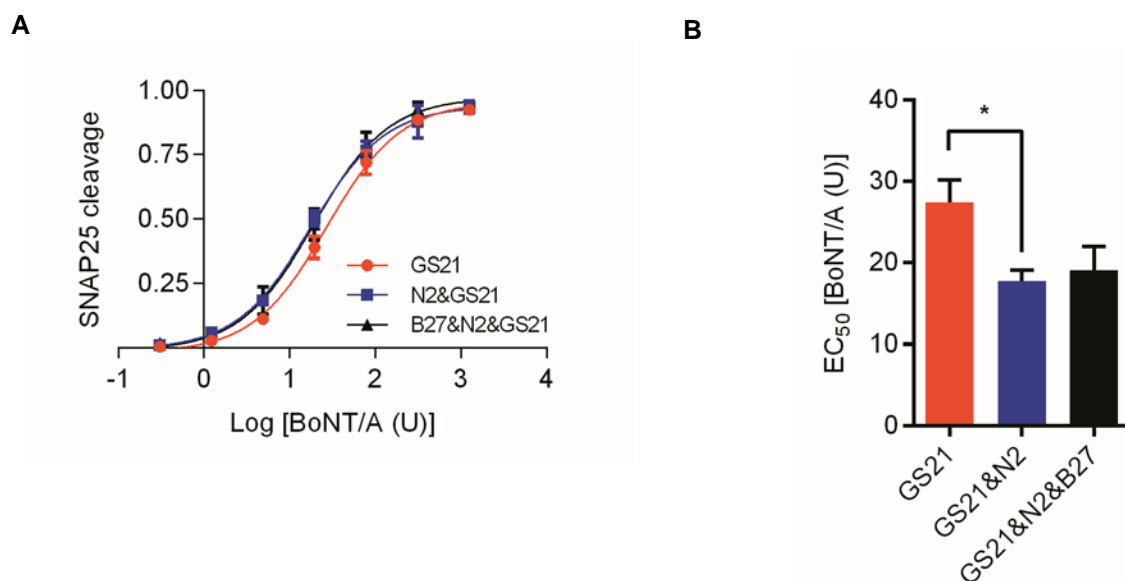 A
B
1.00
0.75
0.50
0.25
SNAP25 cleavage
GS21
N2&GS21
B27&N2&GS21
-1 0 1 2 3 4
Log [BoNT/A (U)]
40
30
20
10
0
EC50 [BoNT/A (U)]
*
GS21
GS21&N2
GS21&N2&B27